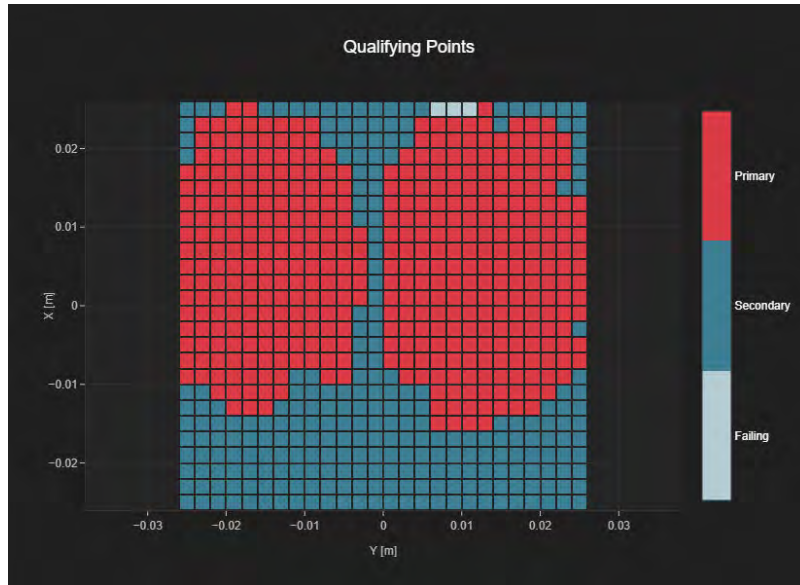 Qualifying Points
0.02
0.01
0
−0.01
−0.02
X [m]
−0.03
−0.02
−0.01
0
0.01
0.02
0.03
Y [m]
Primary
Secondary
Failing